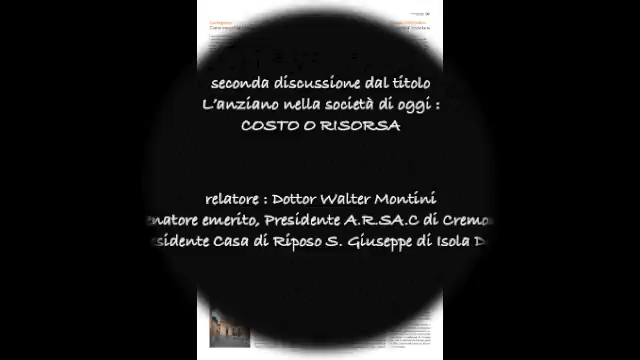 seconda discussione dal titolo
L'anziano nella società di oggi :
COSTO O RISORSA
relatore : Dottor Walter Montini
enatore emerito, Presidente A.R.SA.C di Cremo
sidente Casa di Riposo S. Giuseppe di Isola D